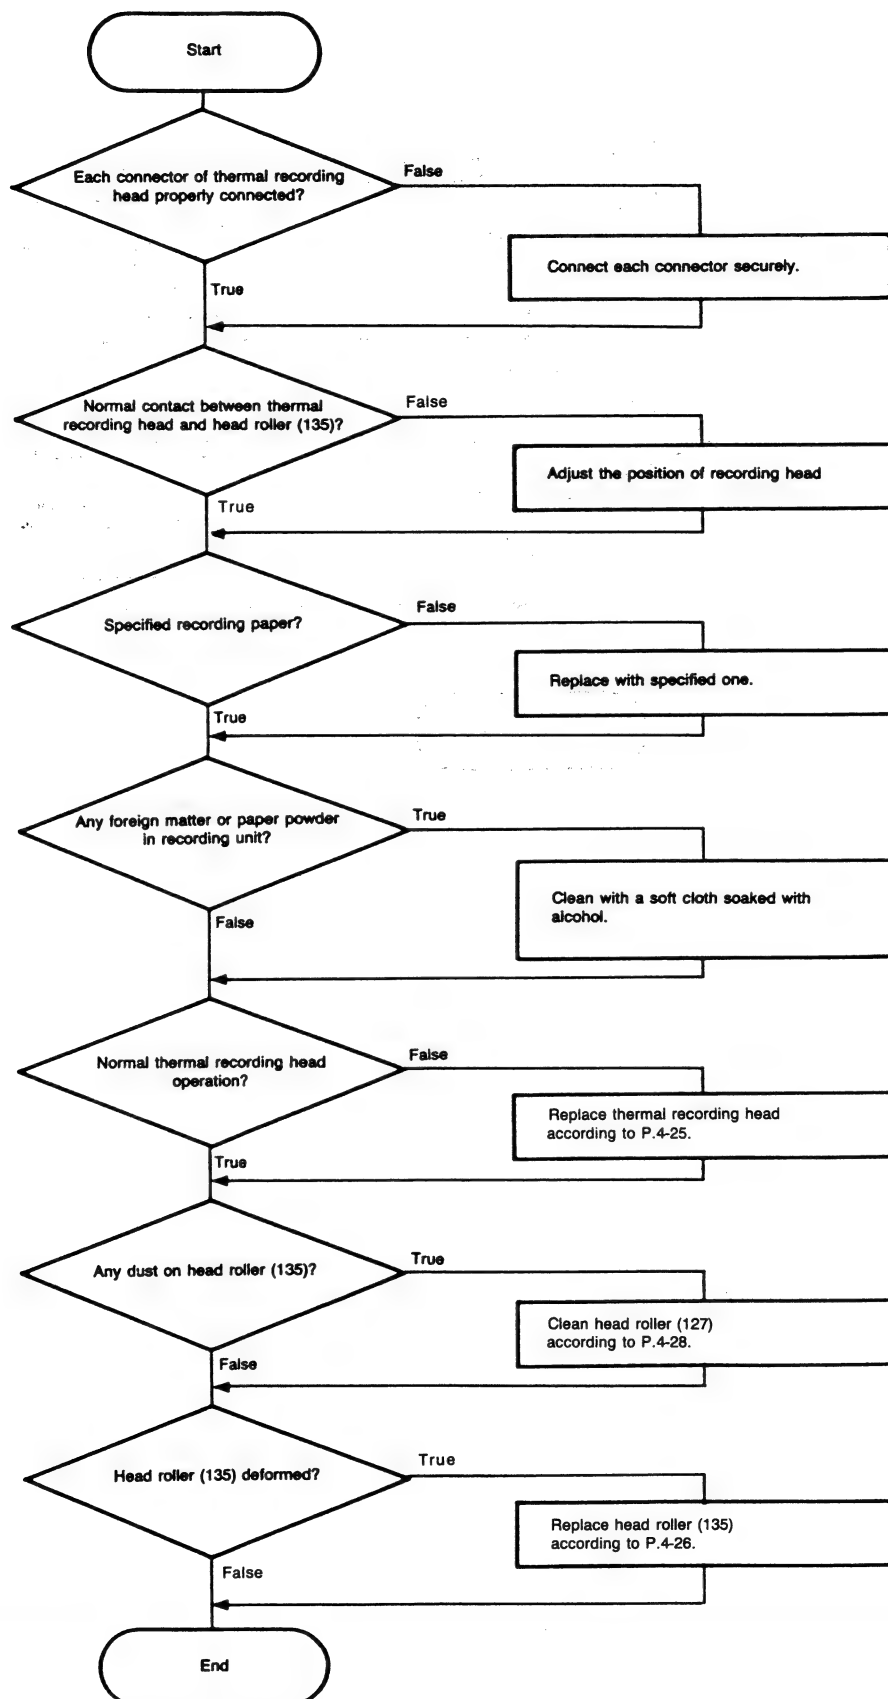 Start
Each connector of thermal recording
head properly connected?
False
Connect each connector securely.
True
Normal contact between thermal
recording head and head roller (135)?
False
Adjust the position of recording head
True
Specified recording paper?
False
Replace with specified one.
True
Any foreign matter or paper powder
in recording unit?
True
Clean with a soft cloth soaked with
alcohol.
False
Normal thermal recording head
operation?
False
Replace thermal recording head
according to P.4-25.
True
Any dust on head roller (135)?
True
Clean head roller (127)
according to P.4-28.
False
Head roller (135) deformed?
True
Replace head roller (135)
according to P.4-26.
False
End